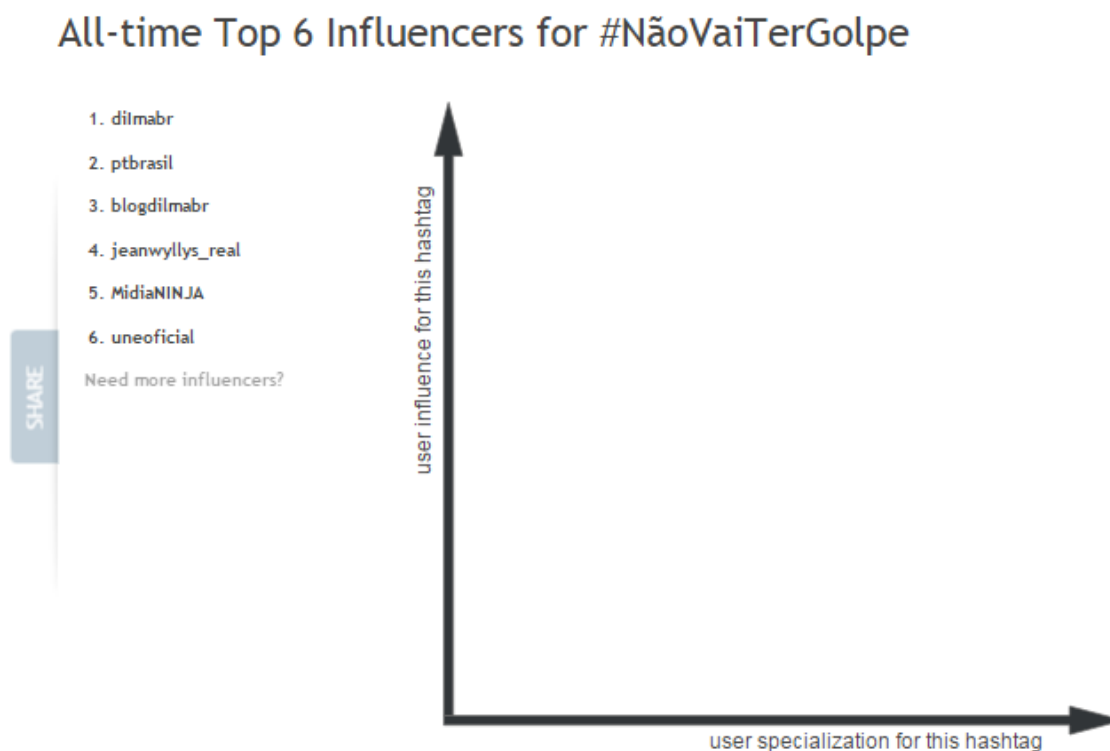 All-time Top 6 Influencers for #NãoVaiTerGolpe
1. dilmabr
2. ptbrasil
3. blogdilmabr
4. jeanwyllys_real
5. MidiaNINJA
6. uneoficial
Need more influencers?
SHARE
user influence for this hashtag
user specialization for this hashtag